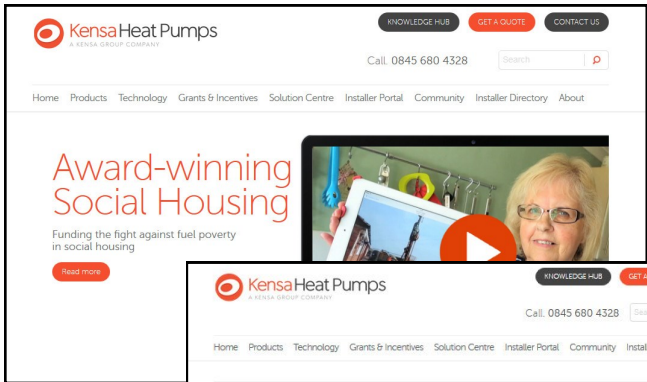 Kensa Heat Pumps
A KENSA GROUP COMPANY
KNOWLEDGE HUB GET A QUOTE CONTACT US
Call. 0845 680 4328 Search
Home Products Technology Grants & Incentives Solution Centre Installer Portal Community Installer Directory About
Award-winning
Social Housing
Funding the fight against fuel poverty
in social housing
Read more
Kensa Heat Pumps
A KENSA GROUP COMPANY
KNOWLEDGE HUB GET A
Call. 0845 680 4328 Sea
Home Products Technology Grants & Incentives Solution Centre Installer Portal Community Instal